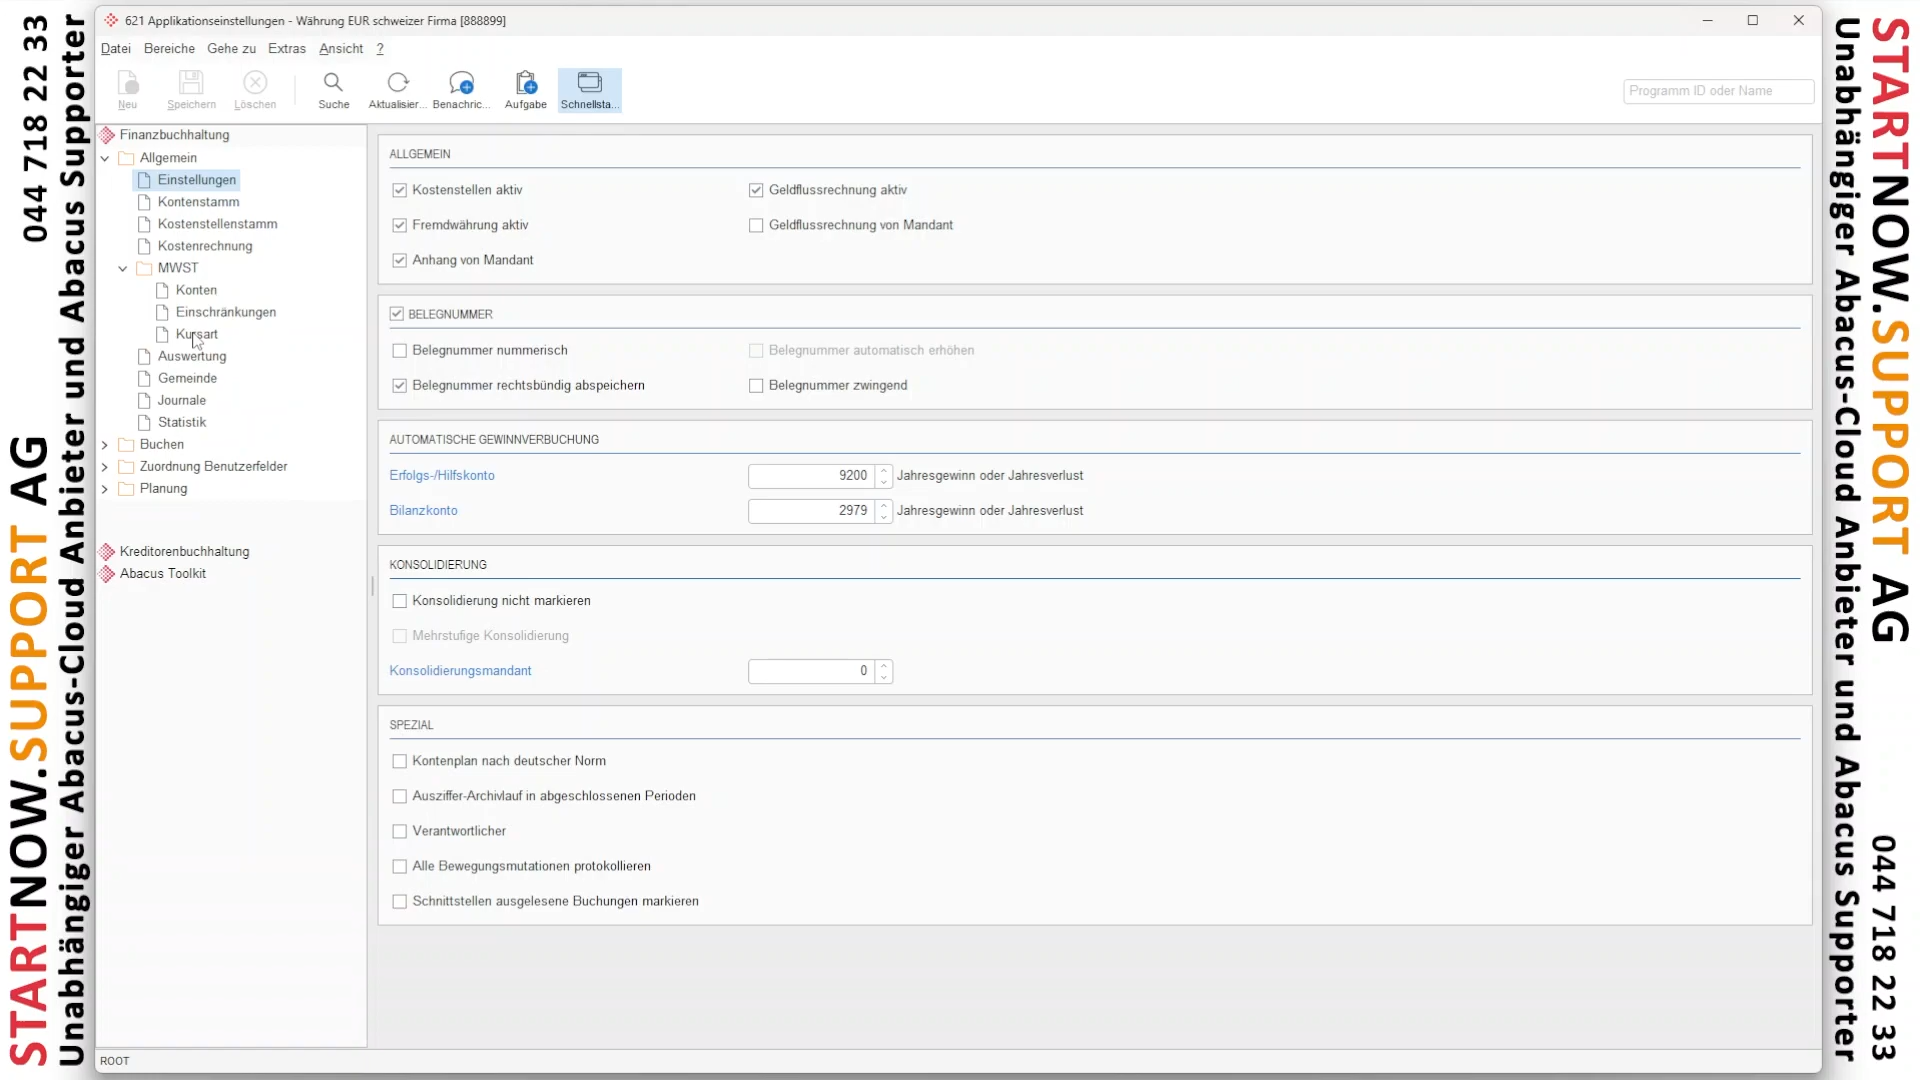 044 718 22 33
STARTNOW.SUPPORT AG
Unabhängiger Abacus-Cloud Anbieter und Abacus Supporter
621 Applikationseinstellungen - Währung EUR schweizer Firma [888899]
Datei Bereiche Gehe zu Extras Ansicht ?
Neu Speichern Löschen Suche Aktualisier... Benachric... Aufgabe Schnellsta...
Programm ID oder Name
Finanzbuchhaltung
Allgemein
Einstellungen
Kontenstamm
Kostenstellenstamm
Kostenrechnung
MWST
Konten
Einschränkungen
Kursart
Auswertung
Gemeinde
Journale
Statistik
Buchen
Zuordnung Benutzerfelder
Planung
Kreditorenbuchhaltung
Abacus Toolkit
ALLGEMEIN
Kostenstellen aktiv Geldflussrechnung aktiv
Fremdwährung aktiv Geldflussrechnung von Mandant
Anhang von Mandant
BELEGNUMMER
Belegnummer nummerisch Belegnummer automatisch erhöhen
Belegnummer rechtsbündig abspeichern Belegnummer zwingend
AUTOMATISCHE GEWINNVERBUCHUNG
Erfolgs-/Hilfskonto 9200 Jahresgewinn oder Jahresverlust
Bilanzkonto 2979 Jahresgewinn oder Jahresverlust
KONSOLIDIERUNG
Konsolidierung nicht markieren
Mehrstufige Konsolidierung
Konsolidierungsmandant 0
SPEZIAL
Kontenplan nach deutscher Norm
Ausziffer-Archivlauf in abgeschlossenen Perioden
Verantwortlicher
Alle Bewegungsmutationen protokollieren
Schnittstellen ausgelesene Buchungen markieren
ROOT
STARTNOW.SUPPORT AG
044 718 22 33
Unabhängiger Abacus-Cloud Anbieter und Abacus Supporter